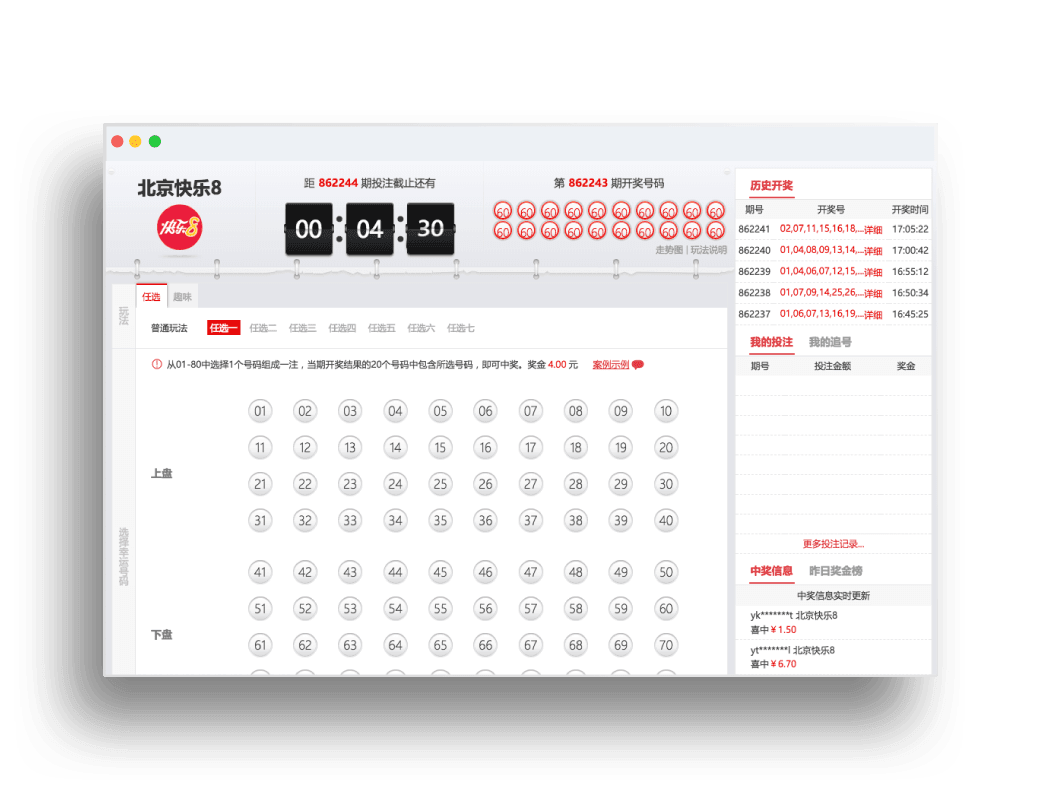 北京快乐8
快乐8
距 862244 期投注截止还有
00 : 04 : 30
第 862243 期开奖号码
60 60 60 60 60 60 60 60 60 60
60 60 60 60 60 60 60 60 60 60
走势图 | 玩法说明
玩法
任选 趣味
普通玩法 任选一 任选二 任选三 任选四 任选五 任选六 任选七
从01-80中选择1个号码组成一注，当期开奖结果的20个号码中包含所选号码，即可中奖。奖金 4.00 元 案例示例
选择幸运号码
上盘
01 02 03 04 05 06 07 08 09 10
11 12 13 14 15 16 17 18 19 20
21 22 23 24 25 26 27 28 29 30
31 32 33 34 35 36 37 38 39 40
下盘
41 42 43 44 45 46 47 48 49 50
51 52 53 54 55 56 57 58 59 60
61 62 63 64 65 66 67 68 69 70
历史开奖
期号 开奖号 开奖时间
862241 02,07,11,15,16,18,...详细 17:05:22
862240 01,04,08,09,13,14,...详细 17:00:42
862239 01,04,06,07,12,15,...详细 16:55:12
862238 01,07,09,14,25,26,...详细 16:50:34
862237 01,06,07,13,16,19,...详细 16:45:25
我的投注 我的追号
期号 投注金额 奖金
更多投注记录...
中奖信息 昨日奖金榜
中奖信息实时更新
yk*******t 北京快乐8
喜中 ¥ 1.50
yt*******l 北京快乐8
喜中 ¥ 6.70